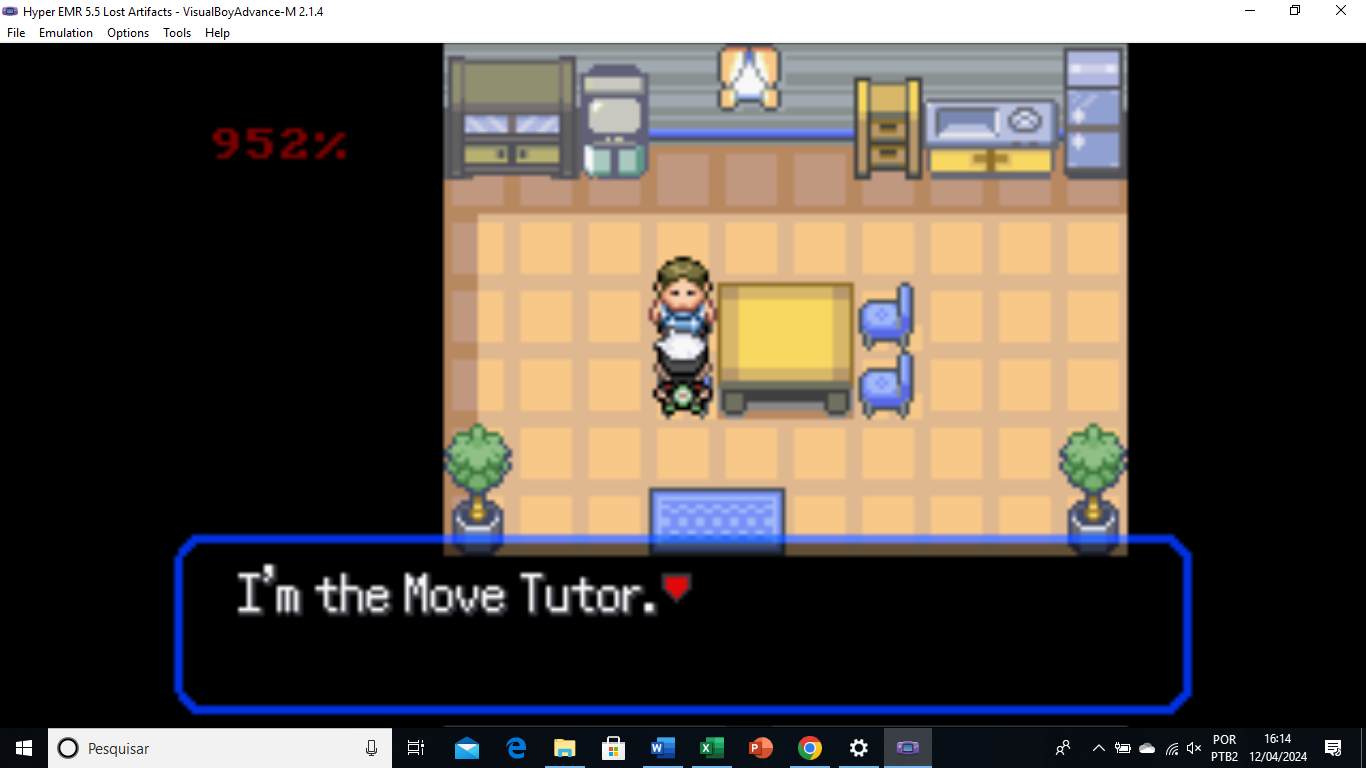 Hyper EMR 5.5 Lost Artifacts - VisualBoyAdvance-M 2.1.4
File Emulation Options Tools Help
952%
I'm the Move Tutor.
Pesquisar
POR
PTB2
16:14
12/04/2024